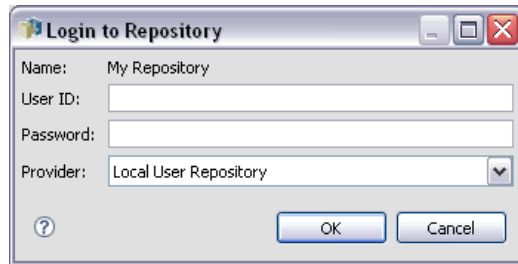 Login to Repository
Name: My Repository
User ID:
Password:
Provider: Local User Repository
? OK Cancel